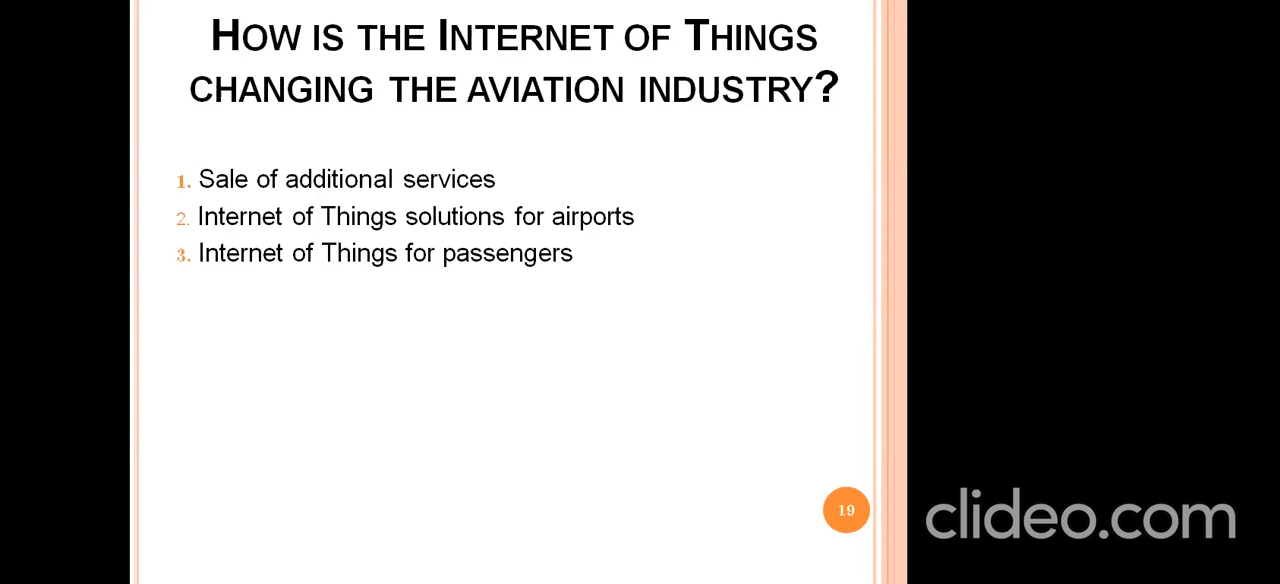 HOW IS THE INTERNET OF THINGS
CHANGING THE AVIATION INDUSTRY?
1. Sale of additional services
2. Internet of Things solutions for airports
3. Internet of Things for passengers
19
clideo.com